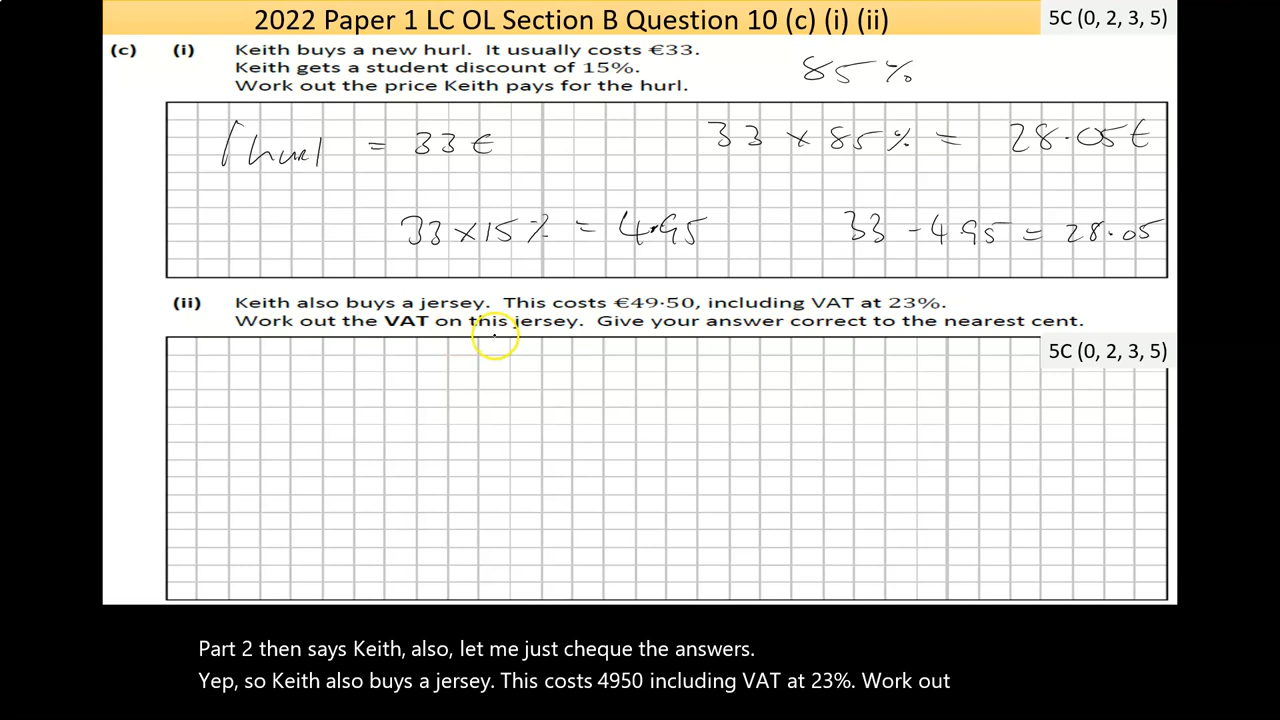 2022 Paper 1 LC OL Section B Question 10 (c) (i) (ii)
5C (0, 2, 3, 5)
(c) (i) Keith buys a new hurl. It usually costs €33.
Keith gets a student discount of 15%.
Work out the price Keith pays for the hurl.
85%
1 hurl = 33€
33 x 85% = 28.05€
33 x 15% = 4.95
33 - 4.95 = 28.05
(ii) Keith also buys a jersey. This costs €49·50, including VAT at 23%.
Work out the VAT on this jersey. Give your answer correct to the nearest cent.
5C (0, 2, 3, 5)
Part 2 then says Keith, also, let me just cheque the answers.
Yep, so Keith also buys a jersey. This costs 4950 including VAT at 23%. Work out